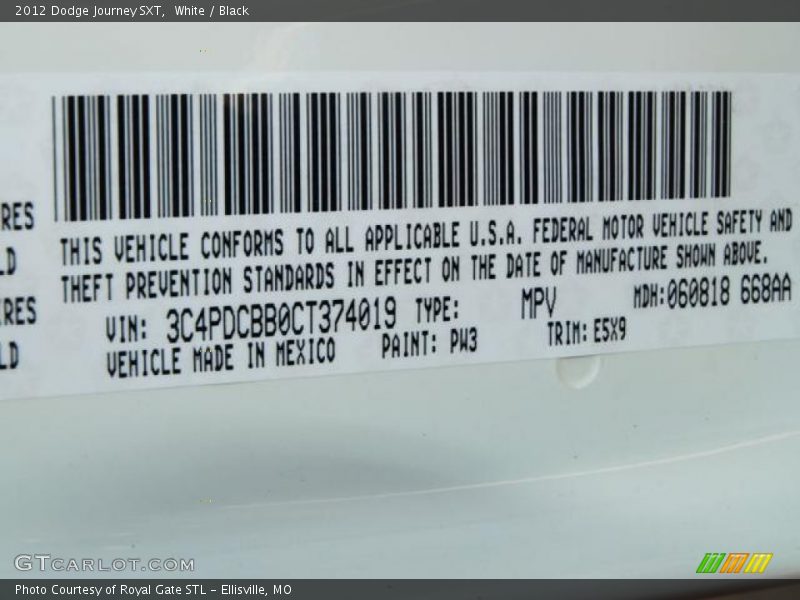 2012 Dodge Journey SXT, White / Black
RES
LD
IRES
LD
THIS VEHICLE CONFORMS TO ALL APPLICABLE U.S.A. FEDERAL MOTOR VEHICLE SAFETY AND
THEFT PREVENTION STANDARDS IN EFFECT ON THE DATE OF MANUFACTURE SHOWN ABOVE.
VIN: 3C4PDCBB0CT374019 TYPE: MPV MDH:060818 668AA
VEHICLE MADE IN MEXICO PAINT: PW3 TRIM: E5X9
GTCARLOT.COM
Photo Courtesy of Royal Gate STL - Ellisville, MO